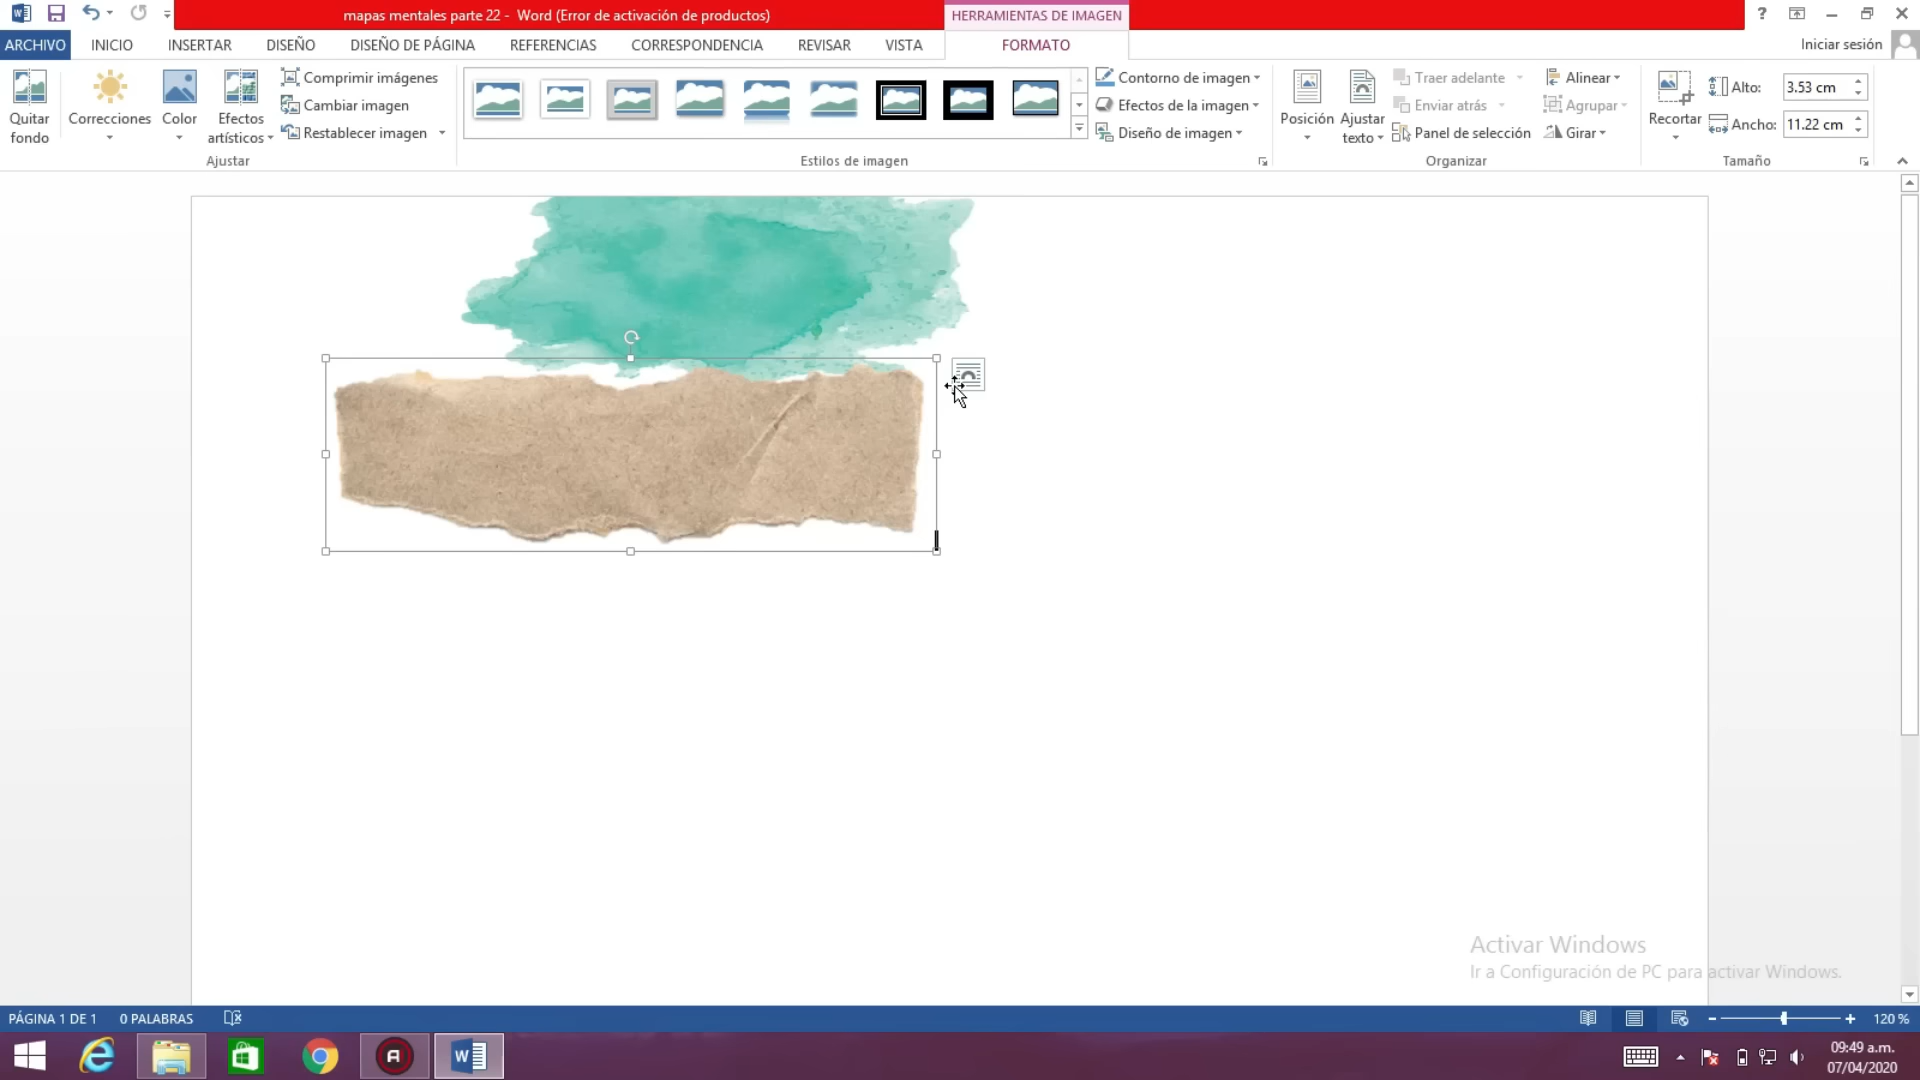 mapas mentales parte 22 - Word (Error de activación de productos)
HERRAMIENTAS DE IMAGEN
ARCHIVO INICIO INSERTAR DISEÑO DISEÑO DE PÁGINA REFERENCIAS CORRESPONDENCIA REVISAR VISTA FORMATO Iniciar sesión
Quitar fondo
Correcciones
Color
Efectos artísticos
Comprimir imágenes
Cambiar imagen
Restablecer imagen
Ajustar
Estilos de imagen
Contorno de imagen
Efectos de la imagen
Diseño de imagen
Posición
Ajustar texto
Traer adelante
Enviar atrás
Panel de selección
Alinear
Agrupar
Girar
Organizar
Recortar
Alto: 3.53 cm
Ancho: 11.22 cm
Tamaño
Activar Windows
Ir a Configuración de PC para activar Windows.
PÁGINA 1 DE 1 0 PALABRAS 120 %
09:49 a.m.
07/04/2020